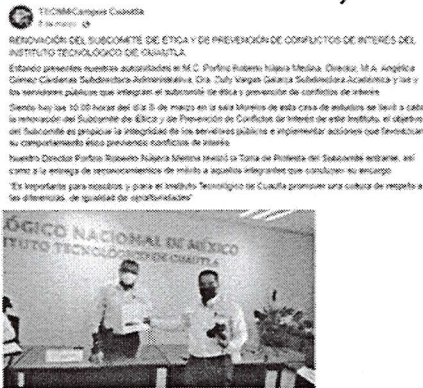 TECNM/Campus Cuautla
8 de marzo
RENOVACIÓN DEL SUBCOMITÉ DE ÉTICA Y DE PREVENCIÓN DE CONFLICTOS DE INTERÉS DEL
INSTITUTO TECNOLÓGICO DE CUAUTLA.
Estando presentes nuestras autoridades el M.C. Porfirio Roberto Nájera Medina, Director, M.A. Angélica
Gómez Cárdenas Subdirectora Administrativa, Dra. July Vargas Subdirectora Académica y las y
los servidores públicos que integran el subcomité de ética y prevención de conflictos de interés
Siendo hoy las 10:00 horas del día 8 de marzo en la sala Morelos de esta casa de estudios se llevó a cabo
la renovación del Subcomité de Ética y de Prevención de Conflictos de Interés de este Instituto, el objetivo
del Subcomité es propiciar la integridad de los servidores públicos e implementar acciones que favorezcan
su comportamiento ético previniendo conflictos de interés.
Nuestro Director Porfirio Roberto Nájera Medina realizó la Toma de Protesta del Subcomité entrante, así
como la entrega de reconocimientos de mérito a aquellos integrantes que concluyen su encargo.
"Es importante para nosotros y para el Instituto Tecnológico de Cuautla promover una cultura de respeto a
las diferencias, de igualdad de oportunidades"
ÓGICO NACIONAL DE MÉXICO
TITUTO TECNOLÓGICO DE CUAUTLA